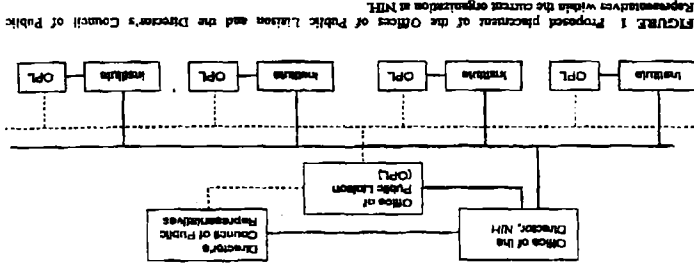 Director's
Council of Public
Representatives
Office of the
Director, NIH
Office of
Public Liaison
(OPL)
OPL
Institute
OPL
Institute
OPL
Institute
OPL
Institute
FIGURE 1 Proposed placement of the Offices of Public Liaison and the Director's Council of Public
Representatives within the current organization at NIH.